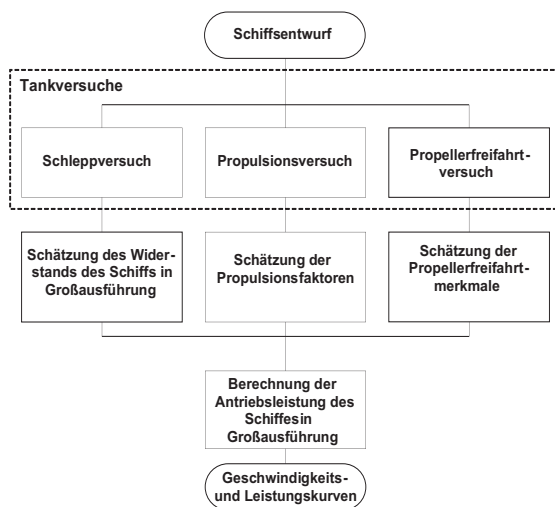 Schiffsentwurf
Tankversuche
Schleppversuch
Propulsionsversuch
Propellerfreifahrt-
versuch
Schätzung des Wider-
stands des Schiffs in
Großausführung
Schätzung der
Propulsionsfaktoren
Schätzung der
Propellerfreifahrt-
merkmale
Berechnung der
Antriebsleistung des
Schiffesin
Großausführung
Geschwindigkeits-
und Leistungskurven